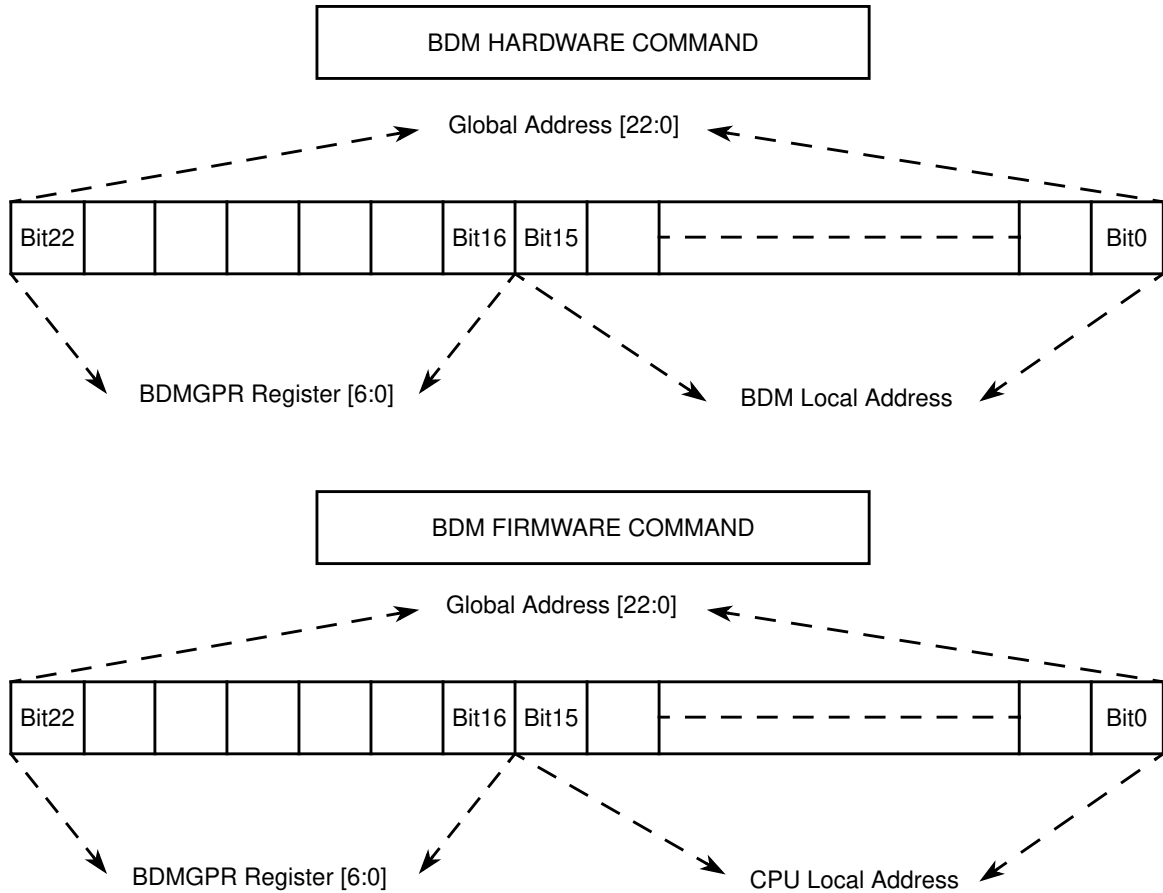 BDM HARDWARE COMMAND
Global Address [22:0]
Bit22 Bit16 Bit15 Bit0
BDMGPR Register [6:0] BDM Local Address
BDM FIRMWARE COMMAND
Global Address [22:0]
Bit22 Bit16 Bit15 Bit0
BDMGPR Register [6:0] CPU Local Address